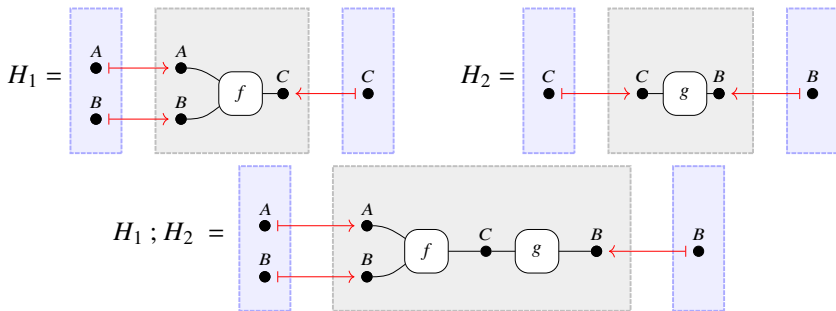 A A C C
H₁ = f
B B
C C B B
H₂ = g
A A C B B
H₁ ; H₂ = f g
B B